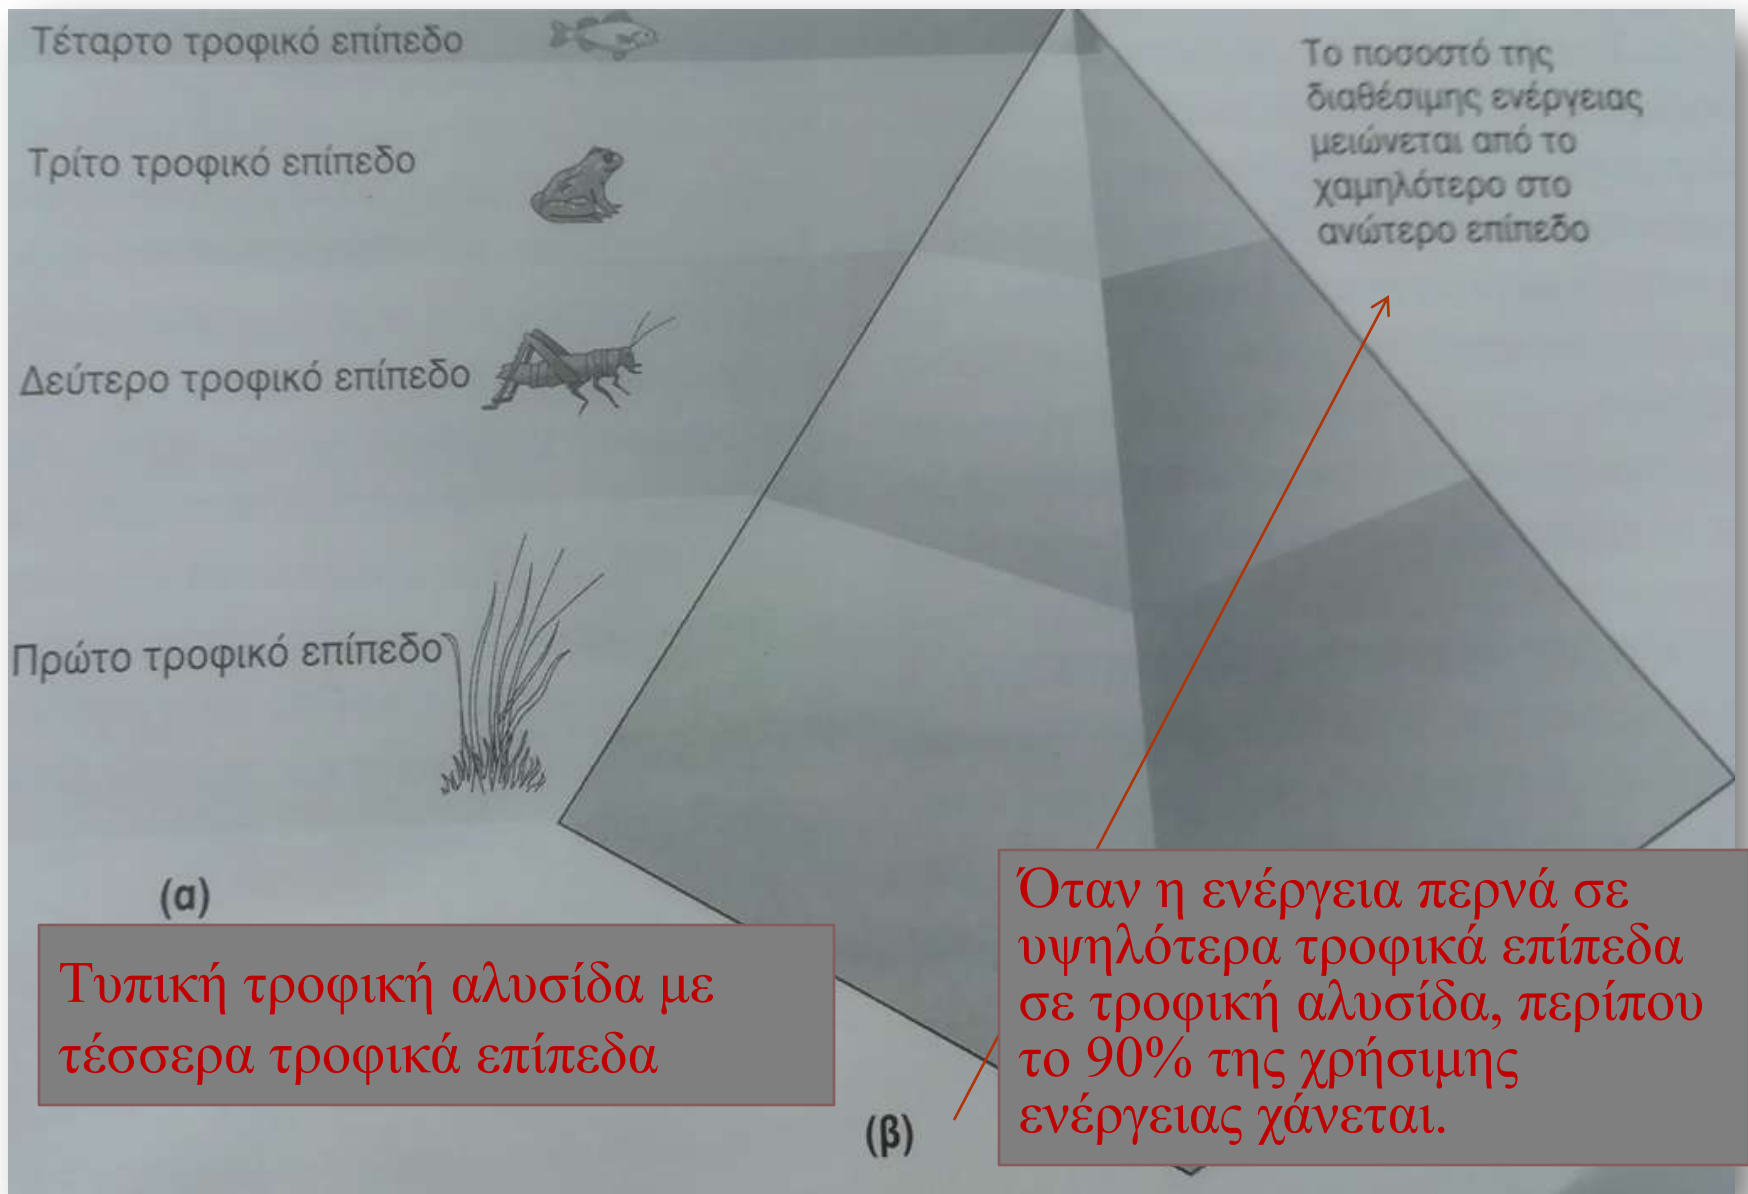 Τέταρτο τροφικό επίπεδο
Τρίτο τροφικό επίπεδο
Δεύτερο τροφικό επίπεδο
Πρώτο τροφικό επίπεδο
(α)
Το ποσοστό της
διαθέσιμης ενέργειας
μειώνεται από το
χαμηλότερο στο
ανώτερο επίπεδο
Τυπική τροφική αλυσίδα με
τέσσερα τροφικά επίπεδα
(β)
Όταν η ενέργεια περνά σε
υψηλότερα τροφικά επίπεδα
σε τροφική αλυσίδα, περίπου
το 90% της χρήσιμης
ενέργειας χάνεται.